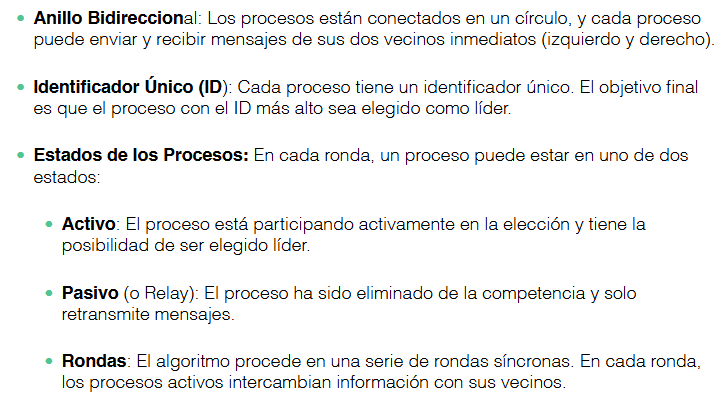 • Anillo Bidireccional: Los procesos están conectados en un círculo, y cada proceso
puede enviar y recibir mensajes de sus dos vecinos inmediatos (izquierdo y derecho).
• Identificador Único (ID): Cada proceso tiene un identificador único. El objetivo final
es que el proceso con el ID más alto sea elegido como líder.
• Estados de los Procesos: En cada ronda, un proceso puede estar en uno de dos
estados:
• Activo: El proceso está participando activamente en la elección y tiene la
posibilidad de ser elegido líder.
• Pasivo (o Relay): El proceso ha sido eliminado de la competencia y solo
retransmite mensajes.
• Rondas: El algoritmo procede en una serie de rondas síncronas. En cada ronda,
los procesos activos intercambian información con sus vecinos.